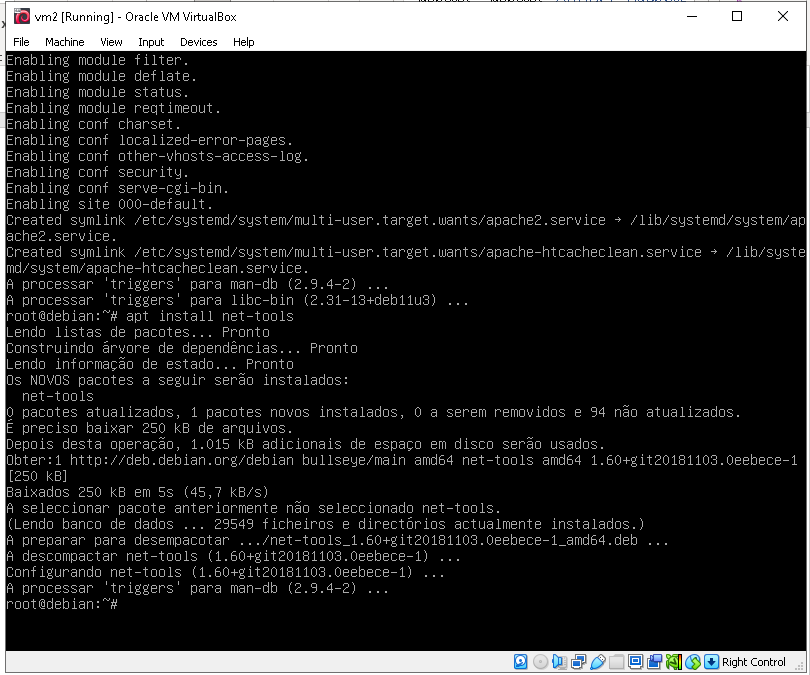 vm2 [Running] - Oracle VM VirtualBox
File Machine View Input Devices Help
Enabling module filter.
Enabling module deflate.
Enabling module status.
Enabling module reqtimeout.
Enabling conf charset.
Enabling conf localized-error-pages.
Enabling conf other-vhosts-access-log.
Enabling conf security.
Enabling conf serve-cgi-bin.
Enabling site 000-default.
Created symlink /etc/systemd/system/multi-user.target.wants/apache2.service → /lib/systemd/system/ap
ache2.service.
Created symlink /etc/systemd/system/multi-user.target.wants/apache-htcacheclean.service → /lib/syste
md/system/apache-htcacheclean.service.
A processar 'triggers' para man-db (2.9.4-2) ...
A processar 'triggers' para libc-bin (2.31-13+deb11u3) ...
root@debian:~# apt install net-tools
Lendo listas de pacotes... Pronto
Construindo árvore de dependências... Pronto
Lendo informação de estado... Pronto
Os NOVOS pacotes a seguir serão instalados:
  net-tools
0 pacotes atualizados, 1 pacotes novos instalados, 0 a serem removidos e 94 não atualizados.
É preciso baixar 250 kB de arquivos.
Depois desta operação, 1.015 kB adicionais de espaço em disco serão usados.
Obter:1 http://deb.debian.org/debian bullseye/main amd64 net-tools amd64 1.60+git20181103.0eebece-1
[250 kB]
Baixados 250 kB em 5s (45,7 kB/s)
A seleccionar pacote anteriormente não seleccionado net-tools.
(Lendo banco de dados ... 29549 ficheiros e directórios actualmente instalados.)
A preparar para desempacotar .../net-tools_1.60+git20181103.0eebece-1_amd64.deb ...
A descompactar net-tools (1.60+git20181103.0eebece-1) ...
Configurando net-tools (1.60+git20181103.0eebece-1) ...
A processar 'triggers' para man-db (2.9.4-2) ...
root@debian:~#
Right Control